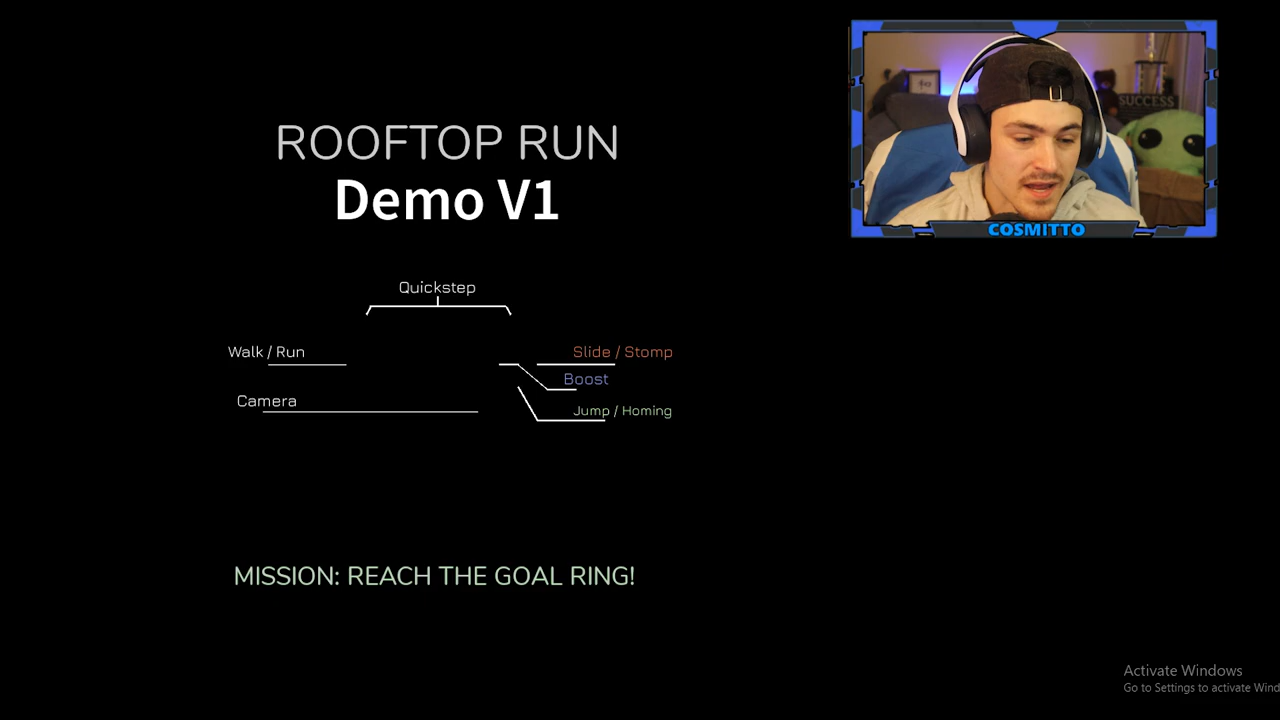 ROOFTOP RUN
Demo V1
Quickstep
Walk / Run
Slide / Stomp
Boost
Camera
Jump / Homing
MISSION: REACH THE GOAL RING!
SUCCESS
COSMITTO
Activate Windows
Go to Settings to activate Wind